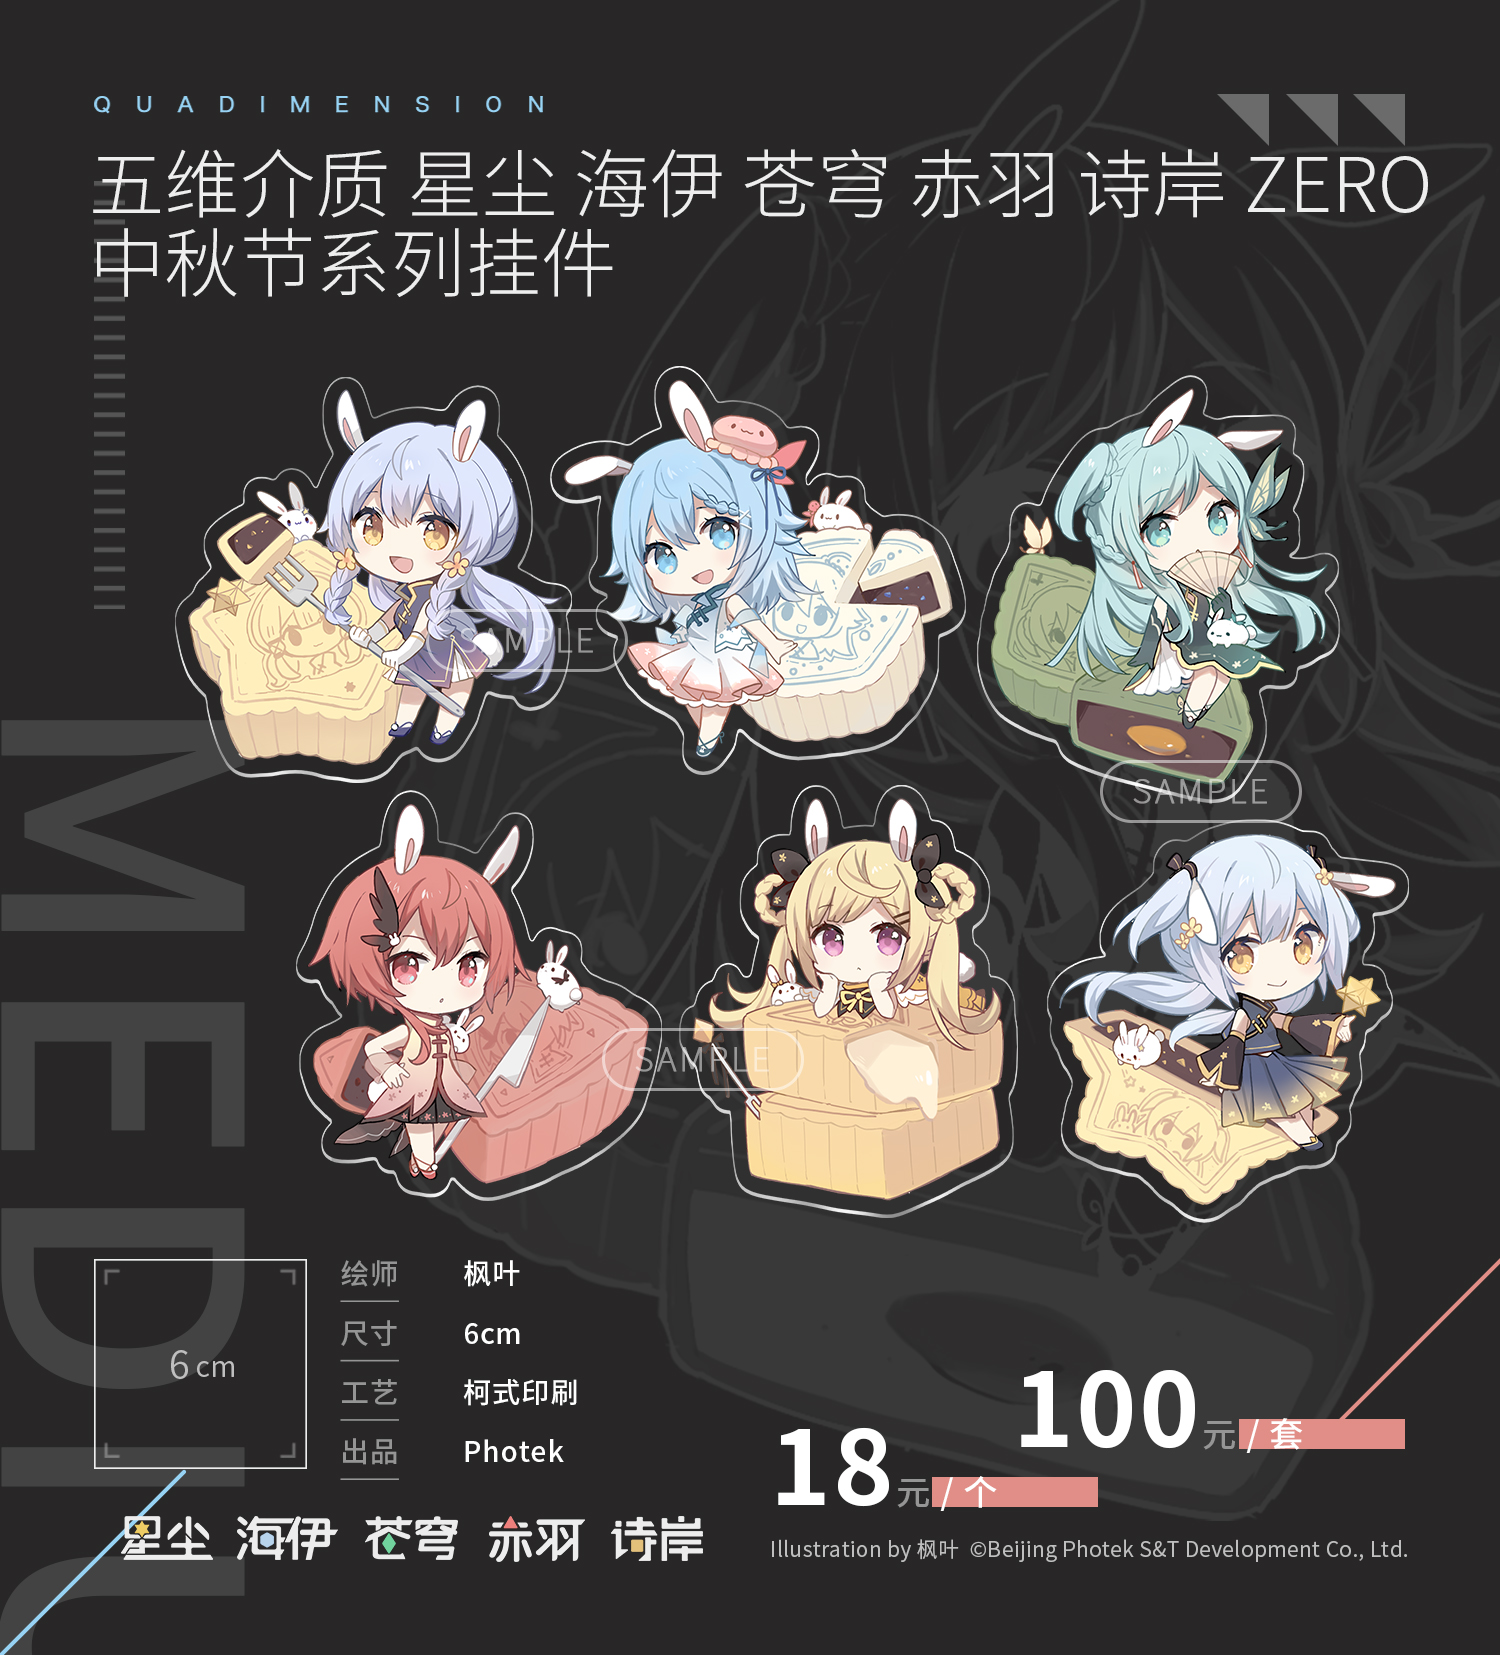 QUADIMENSION
五维介质 星尘 海伊 苍穹 赤羽 诗岸 ZERO
中秋节系列挂件
SAMPLE
SAMPLE
SAMPLE
MEDIU
6 cm
绘师 枫叶
尺寸 6cm
工艺 柯式印刷
出品 Photek
100元 / 套
18元 / 个
星尘 海伊 苍穹 赤羽 诗岸
Illustration by 枫叶 ©Beijing Photek S&T Development Co., Ltd.